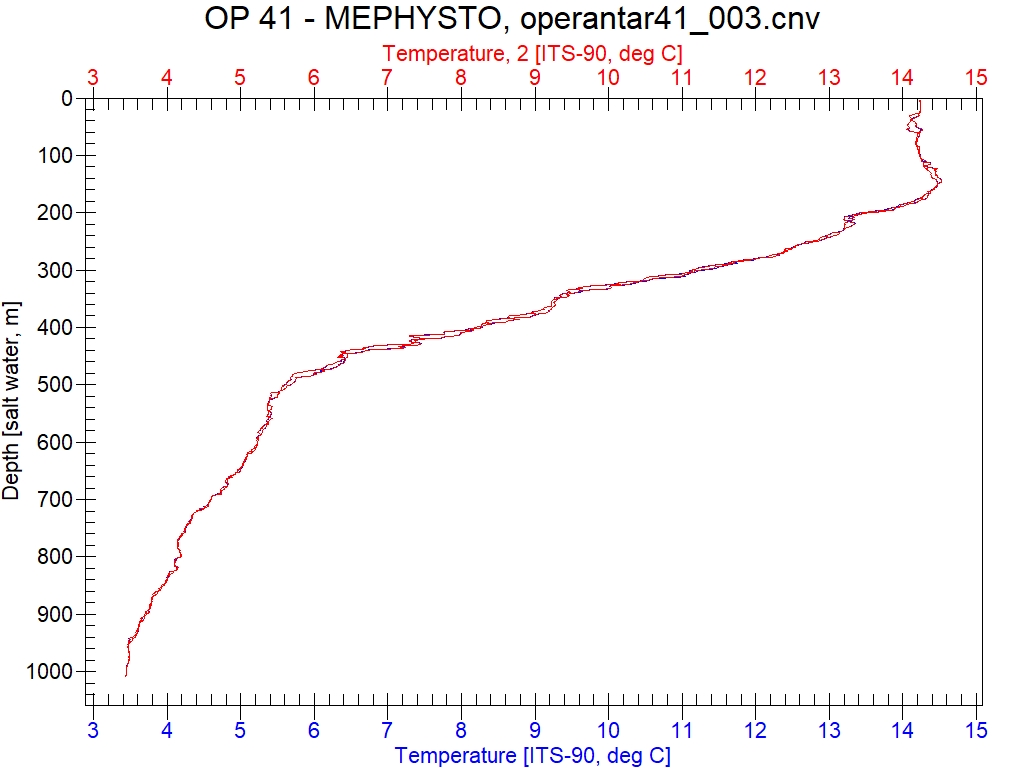 OP 41 - MEPHYSTO, operantar41_003.cnv
Temperature, 2 [ITS-90, deg C]
3 4 5 6 7 8 9 10 11 12 13 14 15
0
100
200
300
400
500
600
700
800
900
1000
Depth [salt water, m]
3 4 5 6 7 8 9 10 11 12 13 14 15
Temperature [ITS-90, deg C]